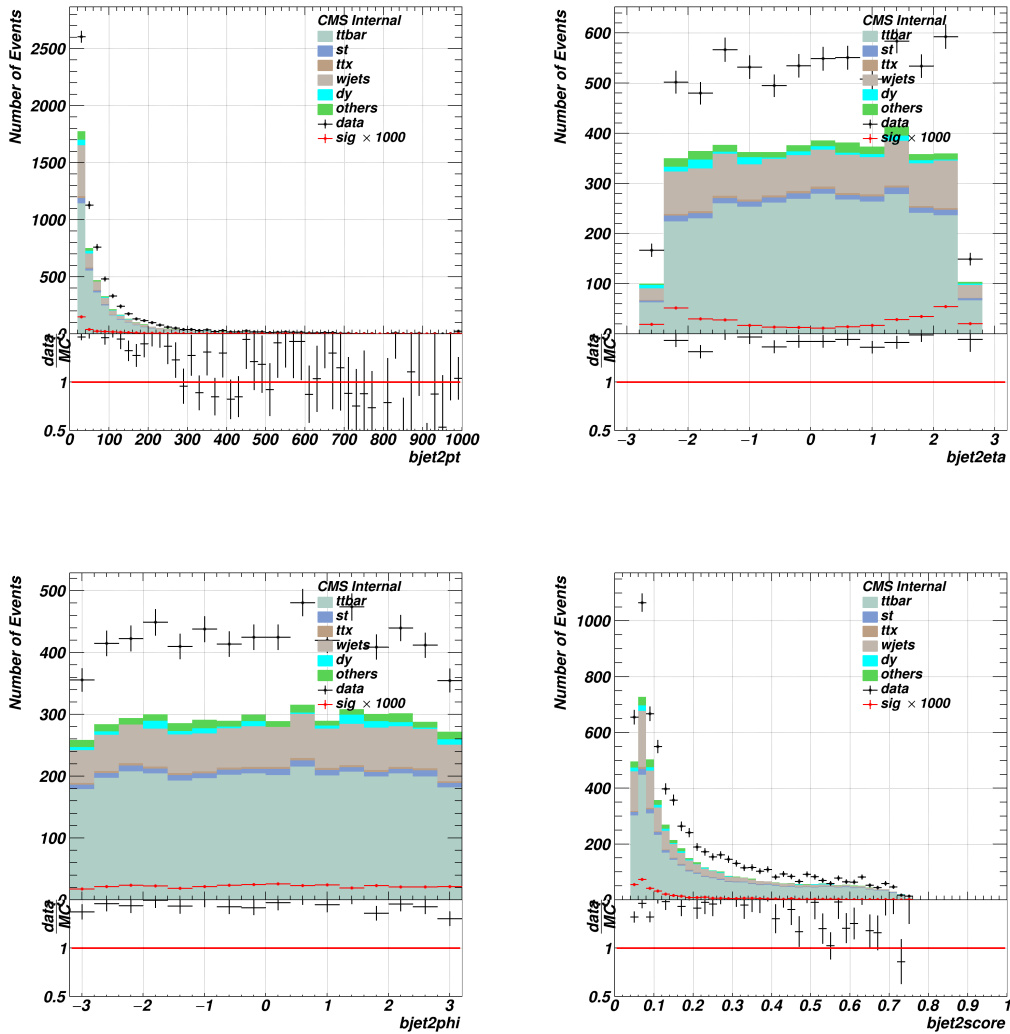 Number of Events
CMS Internal
ttbar
st
ttx
wjets
dy
others
data
sig × 1000
2500
2000
1500
1000
500
0
data
MC
1
0.5
0 100 200 300 400 500 600 700 800 900 1000
bjet2pt
Number of Events
CMS Internal
ttbar
st
ttx
wjets
dy
others
data
sig × 1000
600
500
400
300
200
100
0
data
MC
1
0.5
−3 −2 −1 0 1 2 3
bjet2eta
Number of Events
CMS Internal
ttbar
st
ttx
wjets
dy
others
data
sig × 1000
500
400
300
200
100
0
data
MC
1
0.5
−3 −2 −1 0 1 2 3
bjet2phi
Number of Events
CMS Internal
ttbar
st
ttx
wjets
dy
others
data
sig × 1000
1000
800
600
400
200
0
data
MC
1
0.5
0 0.1 0.2 0.3 0.4 0.5 0.6 0.7 0.8 0.9 1
bjet2score